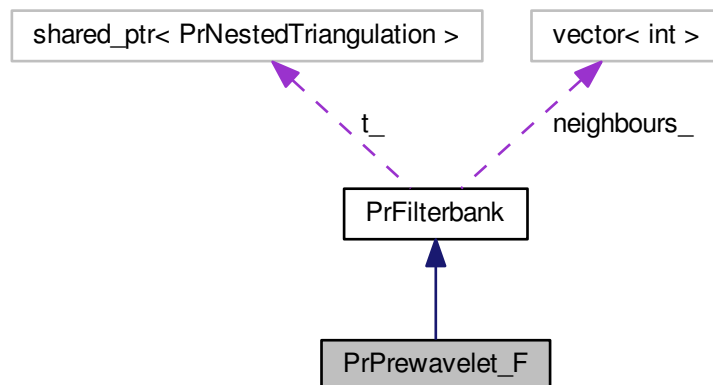 shared_ptr< PrNestedTriangulation >
vector< int >
t_
neighbours_
PrFilterbank
PrPrewavelet_F